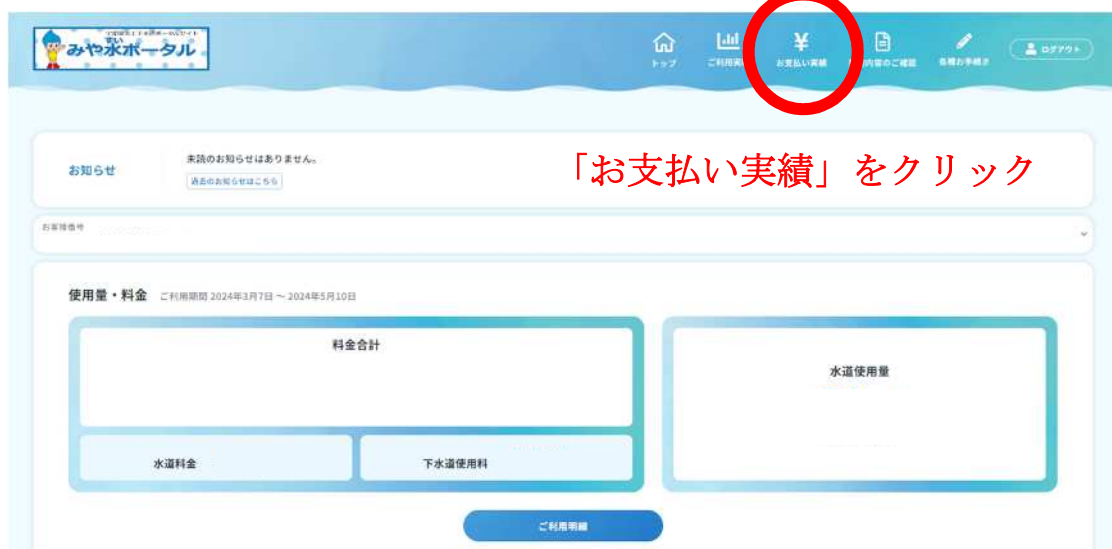 みや水ポータル
すい
トップ
お支払い実績
各種お手続き
ログアウト
お知らせ
未読のお知らせはありません。
過去のお知らせはこちら
「お支払い実績」をクリック
お客様番号
使用量・料金 ご利用期間 2024年3月7日 ～ 2024年5月10日
料金合計
水道使用量
水道料金
下水道使用料
ご利用明細